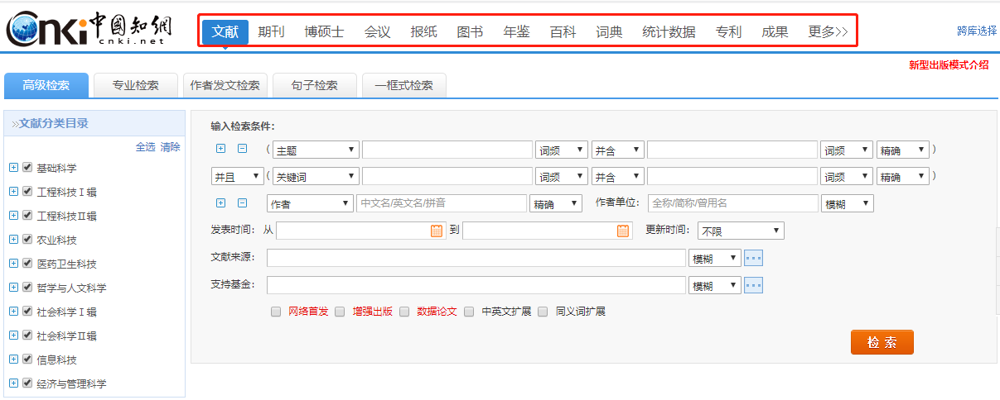 Cnki 中國知網
cnki.net
文献 期刊 博硕士 会议 报纸 图书 年鉴 百科 词典 统计数据 专利 成果 更多>>
跨库选择
新型出版模式介绍
高级检索 专业检索 作者发文检索 句子检索 一框式检索
>>文献分类目录
全选 清除
基础科学
工程科技Ⅰ辑
工程科技Ⅱ辑
农业科技
医药卫生科技
哲学与人文科学
社会科学Ⅰ辑
社会科学Ⅱ辑
信息科技
经济与管理科学
输入检索条件：
( 主题 词频 并含 词频 精确 )
并且 ( 关键词 词频 并含 词频 精确 )
作者 中文名/英文名/拼音 精确 作者单位： 全称/简称/曾用名 模糊
发表时间： 从 到 更新时间： 不限
文献来源： 模糊
支持基金： 模糊
网络首发 增强出版 数据论文 中英文扩展 同义词扩展
检索